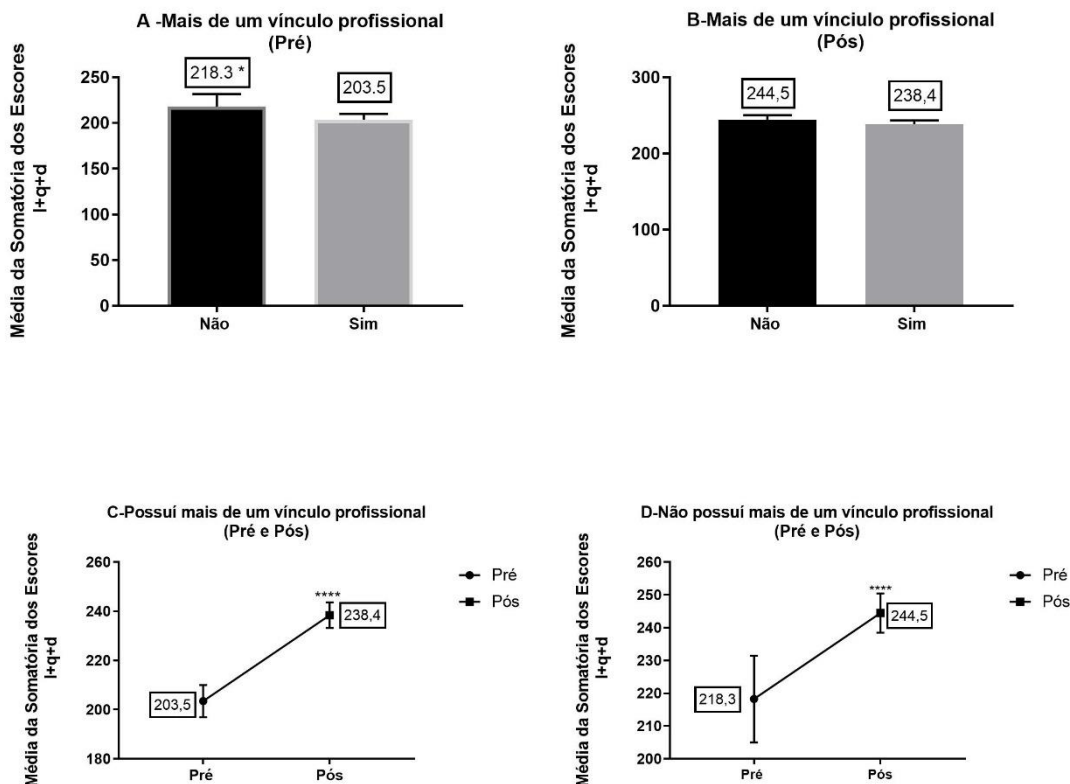 A -Mais de um vínculo profissional
(Pré)
Média da Somatória dos Escores
I+q+d
250
200
150
100
50
0
218.3 *
203.5
Não
Sim
B-Mais de um vínciulo profissional
(Pós)
Média da Somatória dos Escores
I+q+d
300
200
100
0
244,5
238,4
Não
Sim
C-Possuí mais de um vínculo profissional
(Pré e Pós)
Média da Somatória dos Escores
I+q+d
260
240
220
200
180
203,5
****
238,4
Pré
Pós
Pré
Pós
D-Não possuí mais de um vínculo profissional
(Pré e Pós)
Média da Somatória dos Escores
I+q+d
260
250
240
230
220
210
200
218,3
****
244,5
Pré
Pós
Pré
Pós